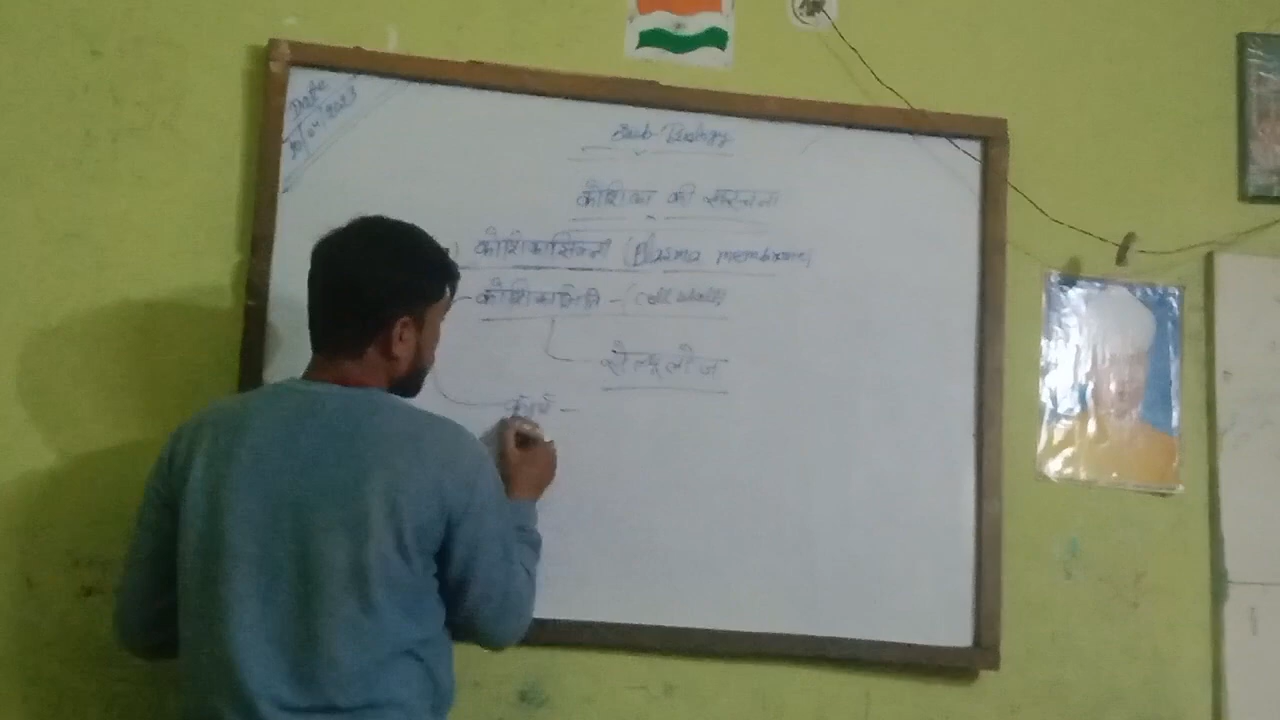 Date
Sub- Biology
कोशिका की संरचना
कोशिकाझिल्ली (Plasma membrane)
कोशिकाभित्ति - (cell wall)
सैल्यूलोज
कार्य -